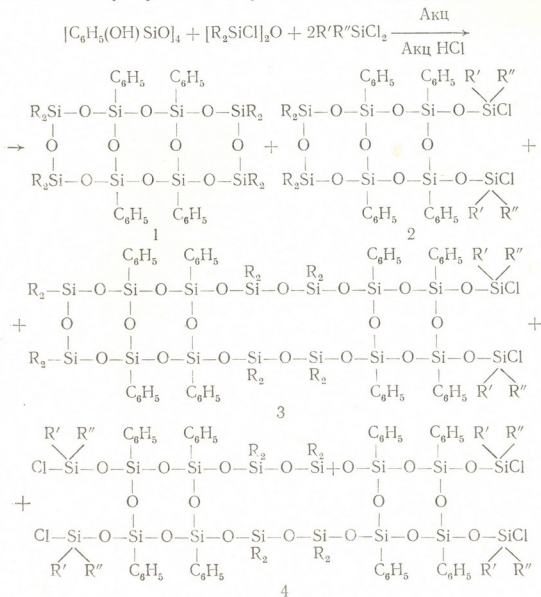 [C₆H₅(OH) SiO]₄ + [R₂SiCl]₂O + 2R′R″SiCl₂ Акц
Акц HCl
C₆H₅ C₆H₅ C₆H₅ C₆H₅ R′ R″
R₂Si—O—Si—O—Si—O—SiR₂ R₂Si—O—Si—O—Si—O—SiCl
→ O O O O + O O O +
R₂Si—O—Si—O—Si—O—SiR₂ R₂Si—O—Si—O—Si—O—SiCl
C₆H₅ C₆H₅ C₆H₅ C₆H₅ R′ R″
1 2
C₆H₅ C₆H₅ R₂ R₂ C₆H₅ C₆H₅ R′ R″
R₂—Si—O—Si—O—Si—O—Si—O—Si—O—Si—O—Si—O—SiCl
+ O O O O O +
R₂—Si—O—Si—O—Si—O—Si—O—Si—O—Si—O—Si—O—SiCl
C₆H₅ C₆H₅ R₂ R₂ C₆H₅ C₆H₅ R′ R″
3
R′ R″ C₆H₅ C₆H₅ R₂ R₂ C₆H₅ C₆H₅ R′ R″
Cl—Si—O—Si—O—Si—O—Si—O—Si+O—Si—O—Si—O—SiCl
+ O O O O
Cl—Si—O—Si—O—Si—O—Si—O—Si—O—Si—O—Si—O—SiCl
R′ R″ C₆H₅ C₆H₅ R₂ R₂ C₆H₅ C₆H₅ R′ R″
4